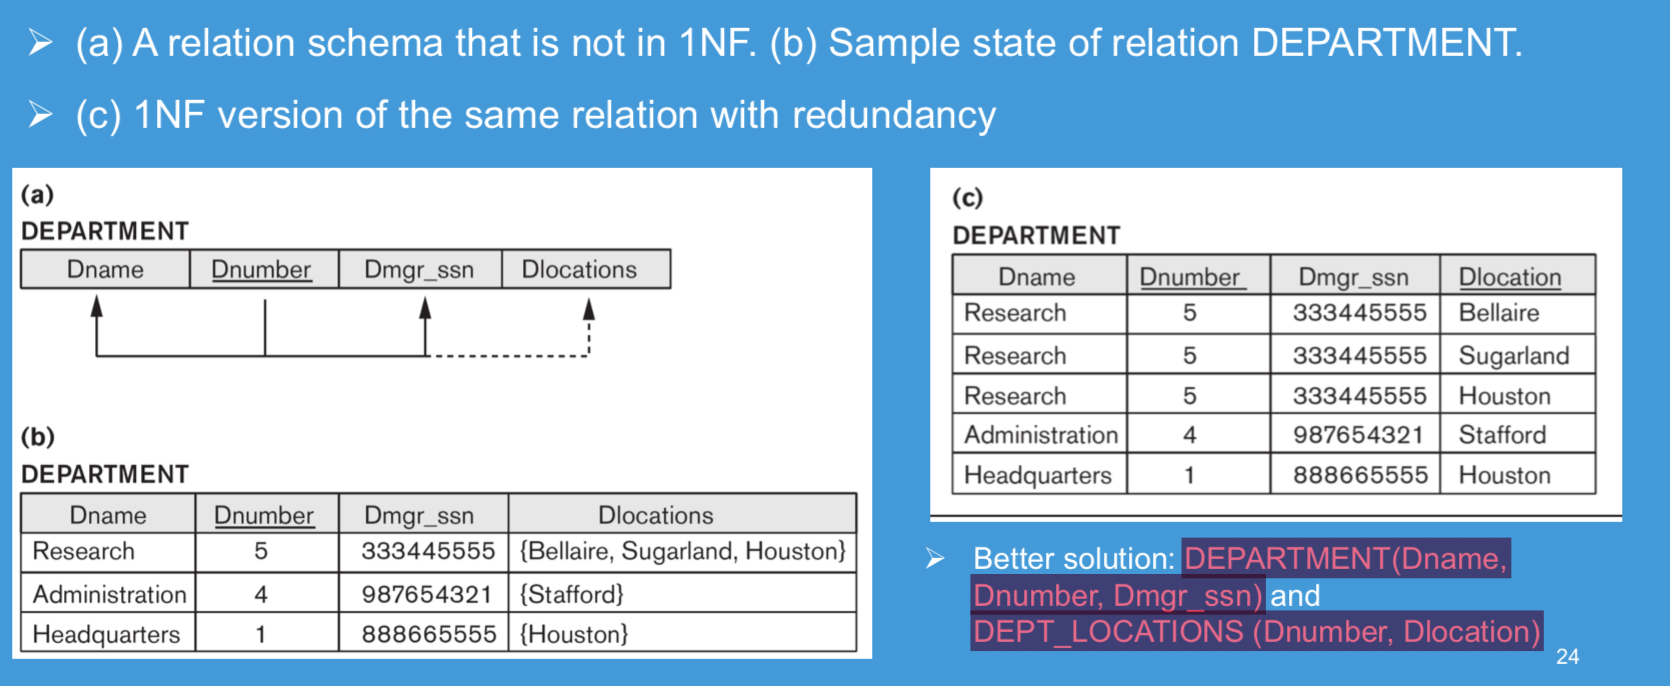 ➢ (a) A relation schema that is not in 1NF. (b) Sample state of relation DEPARTMENT.
➢ (c) 1NF version of the same relation with redundancy
(a)
DEPARTMENT
Dname Dnumber Dmgr_ssn Dlocations
(b)
DEPARTMENT
Dname Dnumber Dmgr_ssn Dlocations
Research 5 333445555 {Bellaire, Sugarland, Houston}
Administration 4 987654321 {Stafford}
Headquarters 1 888665555 {Houston}
(c)
DEPARTMENT
Dname Dnumber Dmgr_ssn Dlocation
Research 5 333445555 Bellaire
Research 5 333445555 Sugarland
Research 5 333445555 Houston
Administration 4 987654321 Stafford
Headquarters 1 888665555 Houston
➢ Better solution: DEPARTMENT(Dname,
Dnumber, Dmgr_ssn) and
DEPT_LOCATIONS (Dnumber, Dlocation)
24